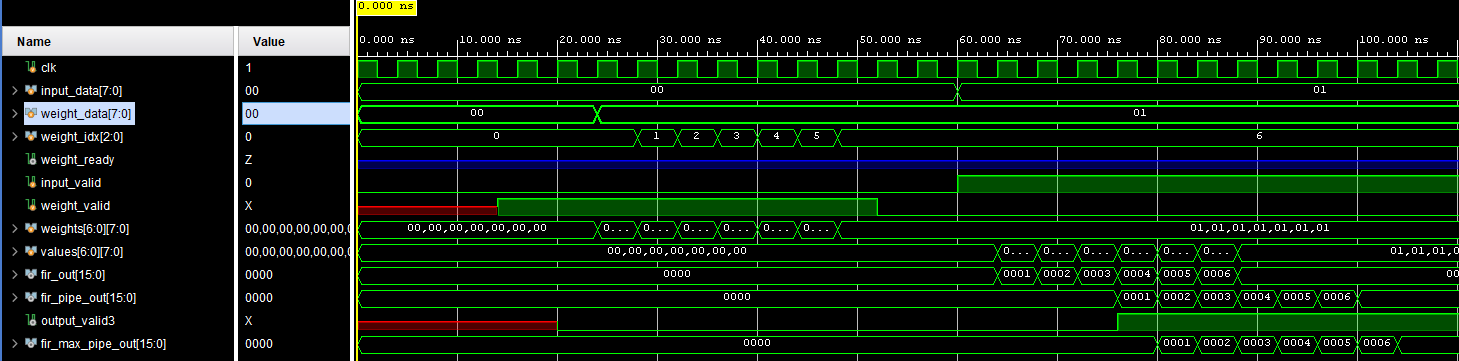 0.000 ns
Name Value 0.000 ns 10.000 ns 20.000 ns 30.000 ns 40.000 ns 50.000 ns 60.000 ns 70.000 ns 80.000 ns 90.000 ns 100.000 ns
clk 1
input_data[7:0] 00 00 01
weight_data[7:0] 00 00 01
weight_idx[2:0] 0 0 1 2 3 4 5 6
weight_ready Z
input_valid 0
weight_valid X
weights[6:0][7:0] 00,00,00,00,00,00,0 00,00,00,00,00,00,00 0... 0... 0... 0... 0... 0... 01,01,01,01,01,01,01
values[6:0][7:0] 00,00,00,00,00,00,0 00,00,00,00,00,00,00 0... 0... 0... 0... 0... 0... 01,01,01,01
fir_out[15:0] 0000 0000 0001 0002 0003 0004 0005 0006 00
fir_pipe_out[15:0] 0000 0000 0001 0002 0003 0004 0005 0006
output_valid3 X
fir_max_pipe_out[15:0] 0000 0000 0001 0002 0003 0004 0005 0006